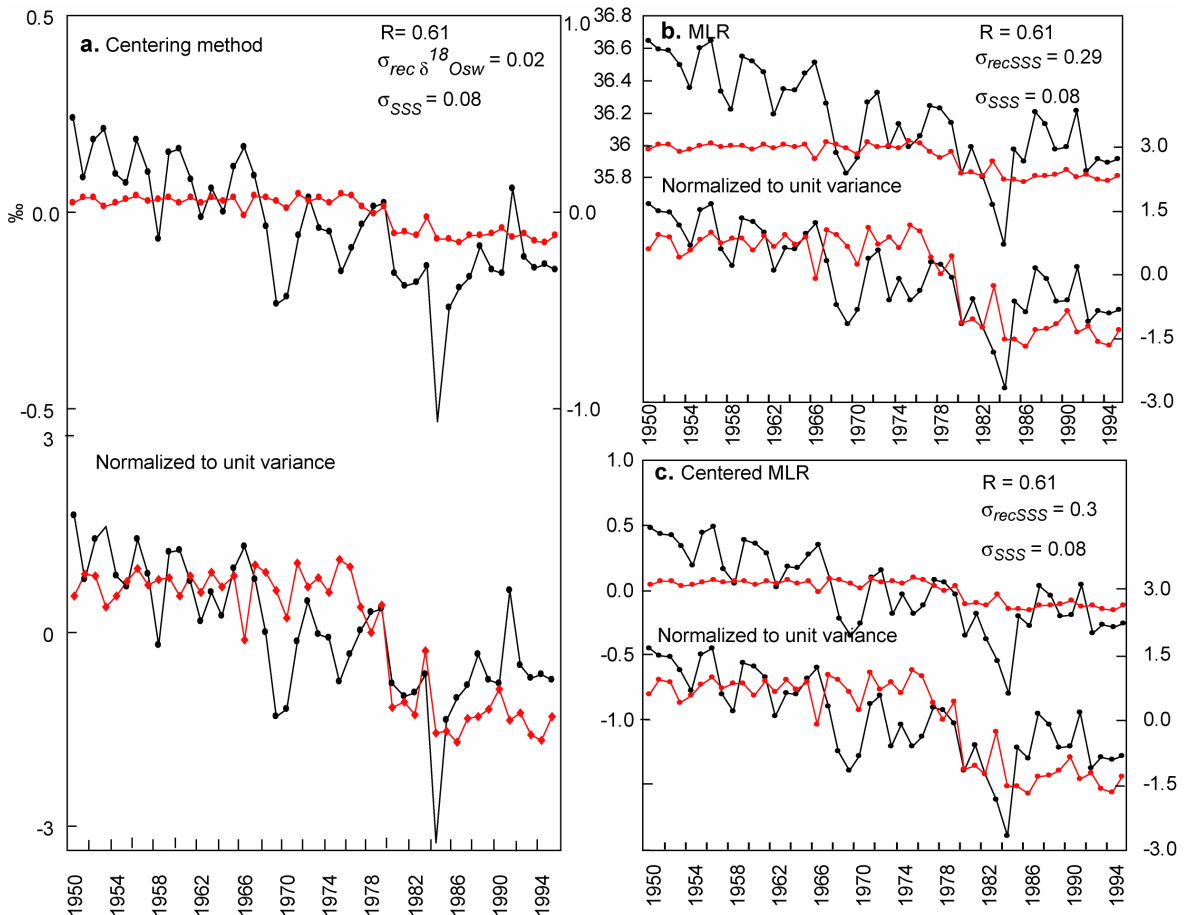 a. Centering method
R= 0.61
σrec δ18Osw = 0.02
σSSS = 0.08
0.5
0.0
-0.5
‰
1.0
0.0
-1.0
Normalized to unit variance
3
0
-3
1950 1954 1958 1962 1966 1970 1974 1978 1982 1986 1990 1994
b. MLR
R = 0.61
σrecSSS = 0.29
σSSS = 0.08
36.8
36.6
36.4
36.2
36
35.8
Normalized to unit variance
3.0
1.5
0.0
-1.5
-3.0
1950 1954 1958 1962 1966 1970 1974 1978 1982 1986 1990 1994
c. Centered MLR
R = 0.61
σrecSSS = 0.3
σSSS = 0.08
1.0
0.5
0.0
-0.5
-1.0
Normalized to unit variance
3.0
1.5
0.0
-1.5
-3.0
1950 1954 1958 1962 1966 1970 1974 1978 1982 1986 1990 1994